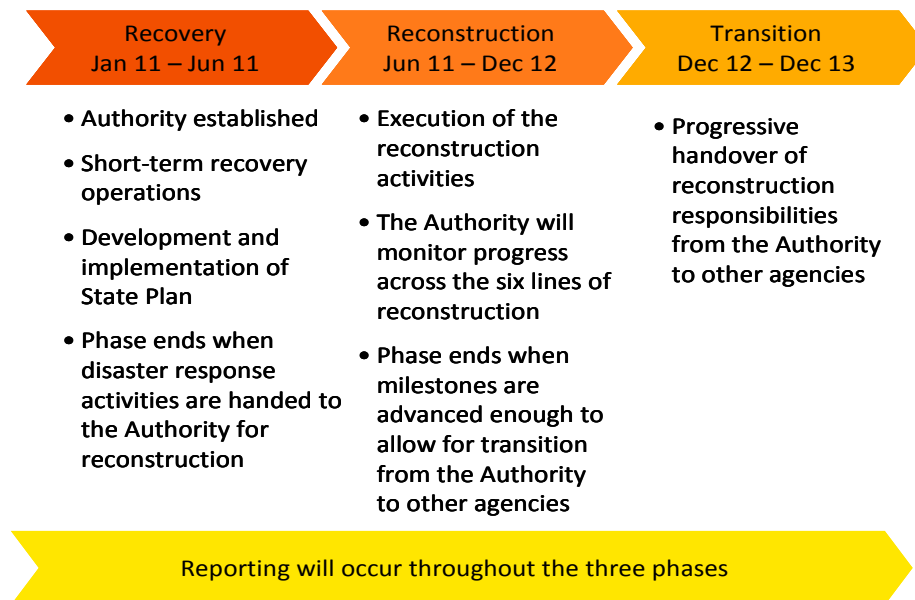 Recovery
Jan 11 – Jun 11
Reconstruction
Jun 11 – Dec 12
Transition
Dec 12 – Dec 13
• Authority established
• Short-term recovery
operations
• Development and
implementation of
State Plan
• Phase ends when
disaster response
activities are handed to
the Authority for
reconstruction
• Execution of the
reconstruction
activities
• The Authority will
monitor progress
across the six lines of
reconstruction
• Phase ends when
milestones are
advanced enough to
allow for transition
from the Authority
to other agencies
• Progressive
handover of
reconstruction
responsibilities
from the Authority
to other agencies
Reporting will occur throughout the three phases